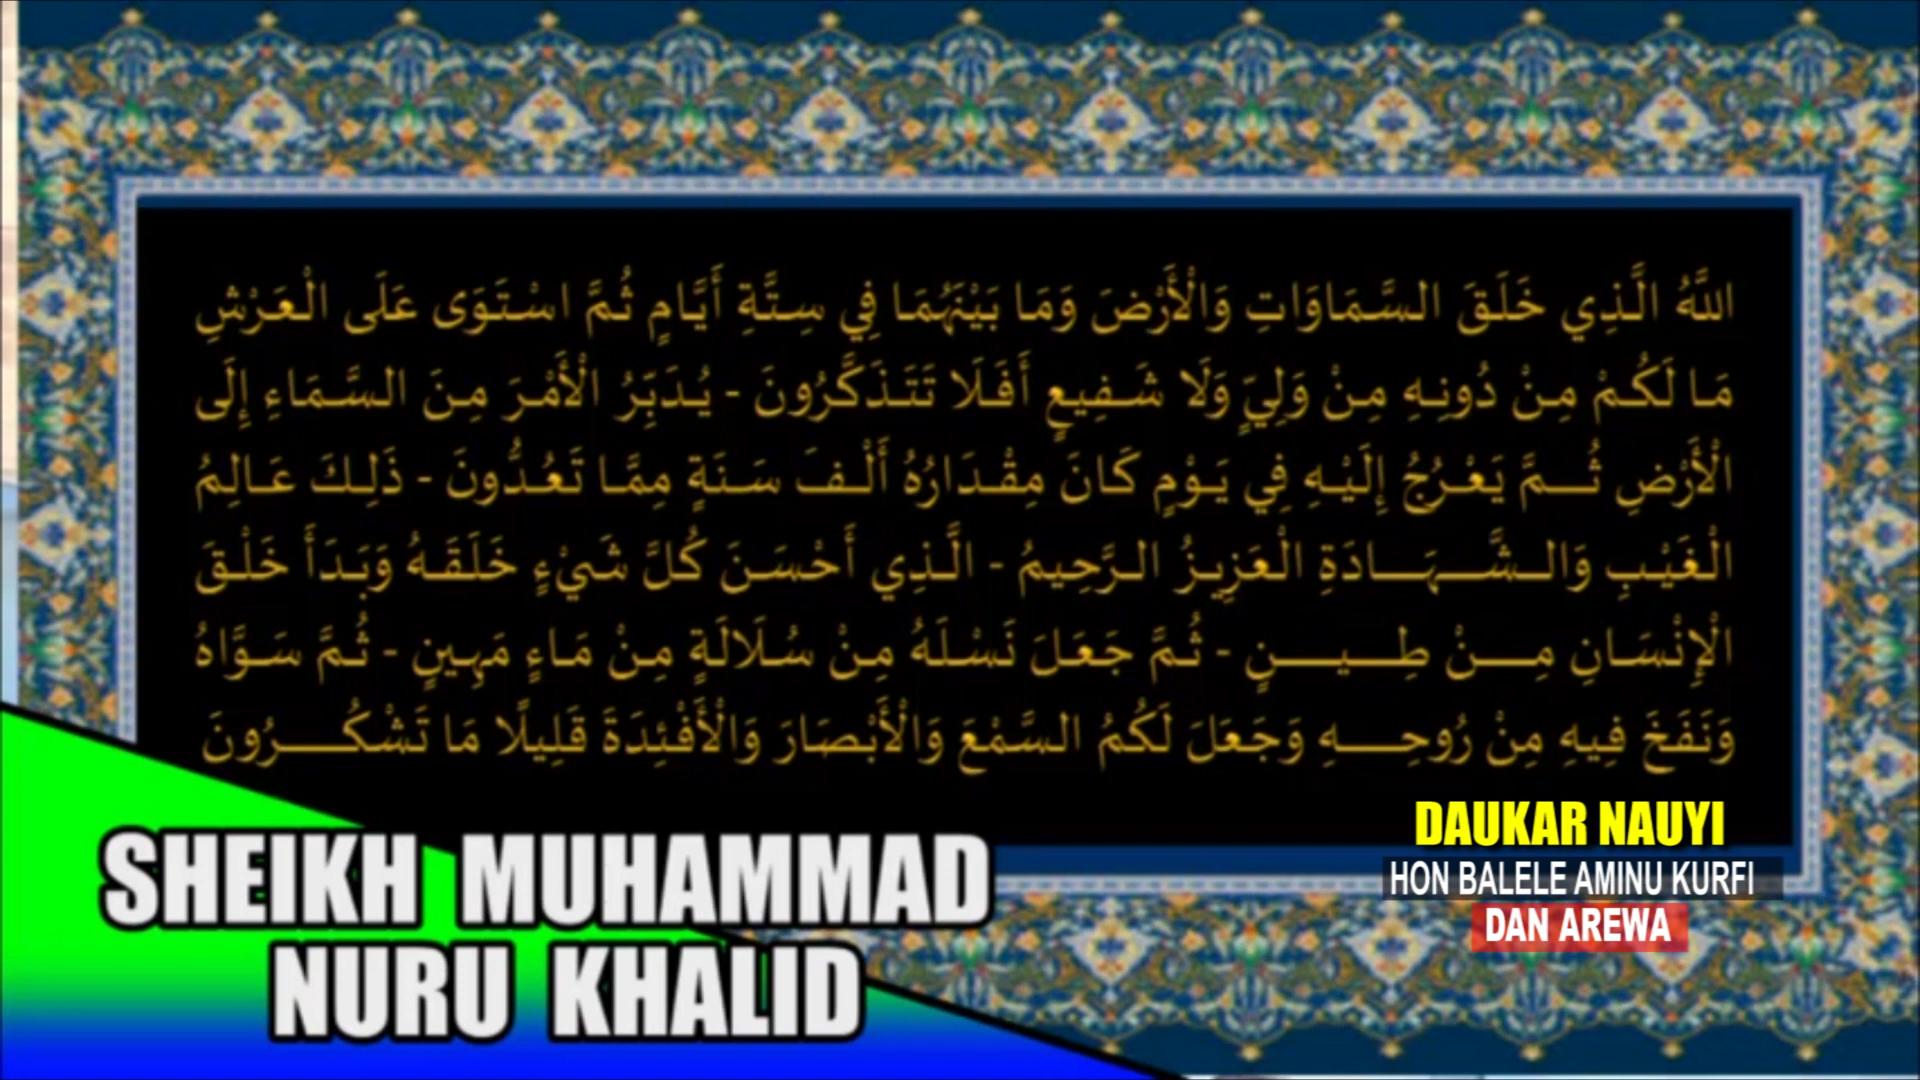 اللَّهُ الَّذِي خَلَقَ السَّمَاوَاتِ وَالْأَرْضَ وَمَا بَيْنَهُمَا فِي سِتَّةِ أَيَّامٍ ثُمَّ اسْتَوَى عَلَى الْعَرْشِ
مَا لَكُمْ مِنْ دُونِهِ مِنْ وَلِيٍّ وَلَا شَفِيعٍ أَفَلَا تَتَذَكَّرُونَ - يُدَبِّرُ الْأَمْرَ مِنَ السَّمَاءِ إِلَى
الْأَرْضِ ثُمَّ يَعْرُجُ إِلَيْهِ فِي يَوْمٍ كَانَ مِقْدَارُهُ أَلْفَ سَنَةٍ مِمَّا تَعُدُّونَ - ذَلِكَ عَالِمُ
الْغَيْبِ وَالشَّهَادَةِ الْعَزِيزُ الرَّحِيمُ - الَّذِي أَحْسَنَ كُلَّ شَيْءٍ خَلَقَهُ وَبَدَأَ خَلْقَ
الْإِنْسَانِ مِنْ طِينٍ - ثُمَّ جَعَلَ نَسْلَهُ مِنْ سُلَالَةٍ مِنْ مَاءٍ مَهِينٍ - ثُمَّ سَوَّاهُ
وَنَفَخَ فِيهِ مِنْ رُوحِهِ وَجَعَلَ لَكُمُ السَّمْعَ وَالْأَبْصَارَ وَالْأَفْئِدَةَ قَلِيلًا مَا تَشْكُرُونَ
SHEIKH MUHAMMAD
NURU KHALID
DAUKAR NAUYI
HON BALELE AMINU KURFI
DAN AREWA